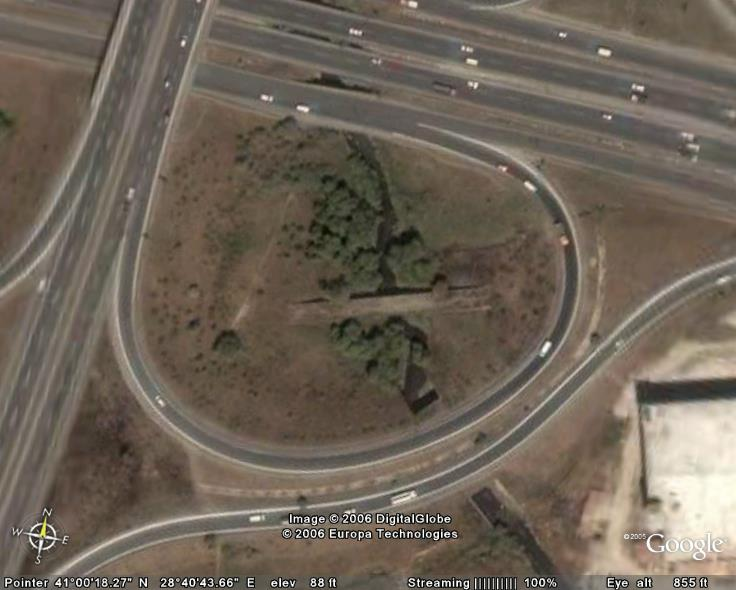 N
W
E
S
Image © 2006 DigitalGlobe
© 2006 Europa Technologies
© 2005 Google™
Pointer 41°00'18.27" N 28°40'43.66" E elev 88 ft Streaming |||||||||| 100% Eye alt 855 ft